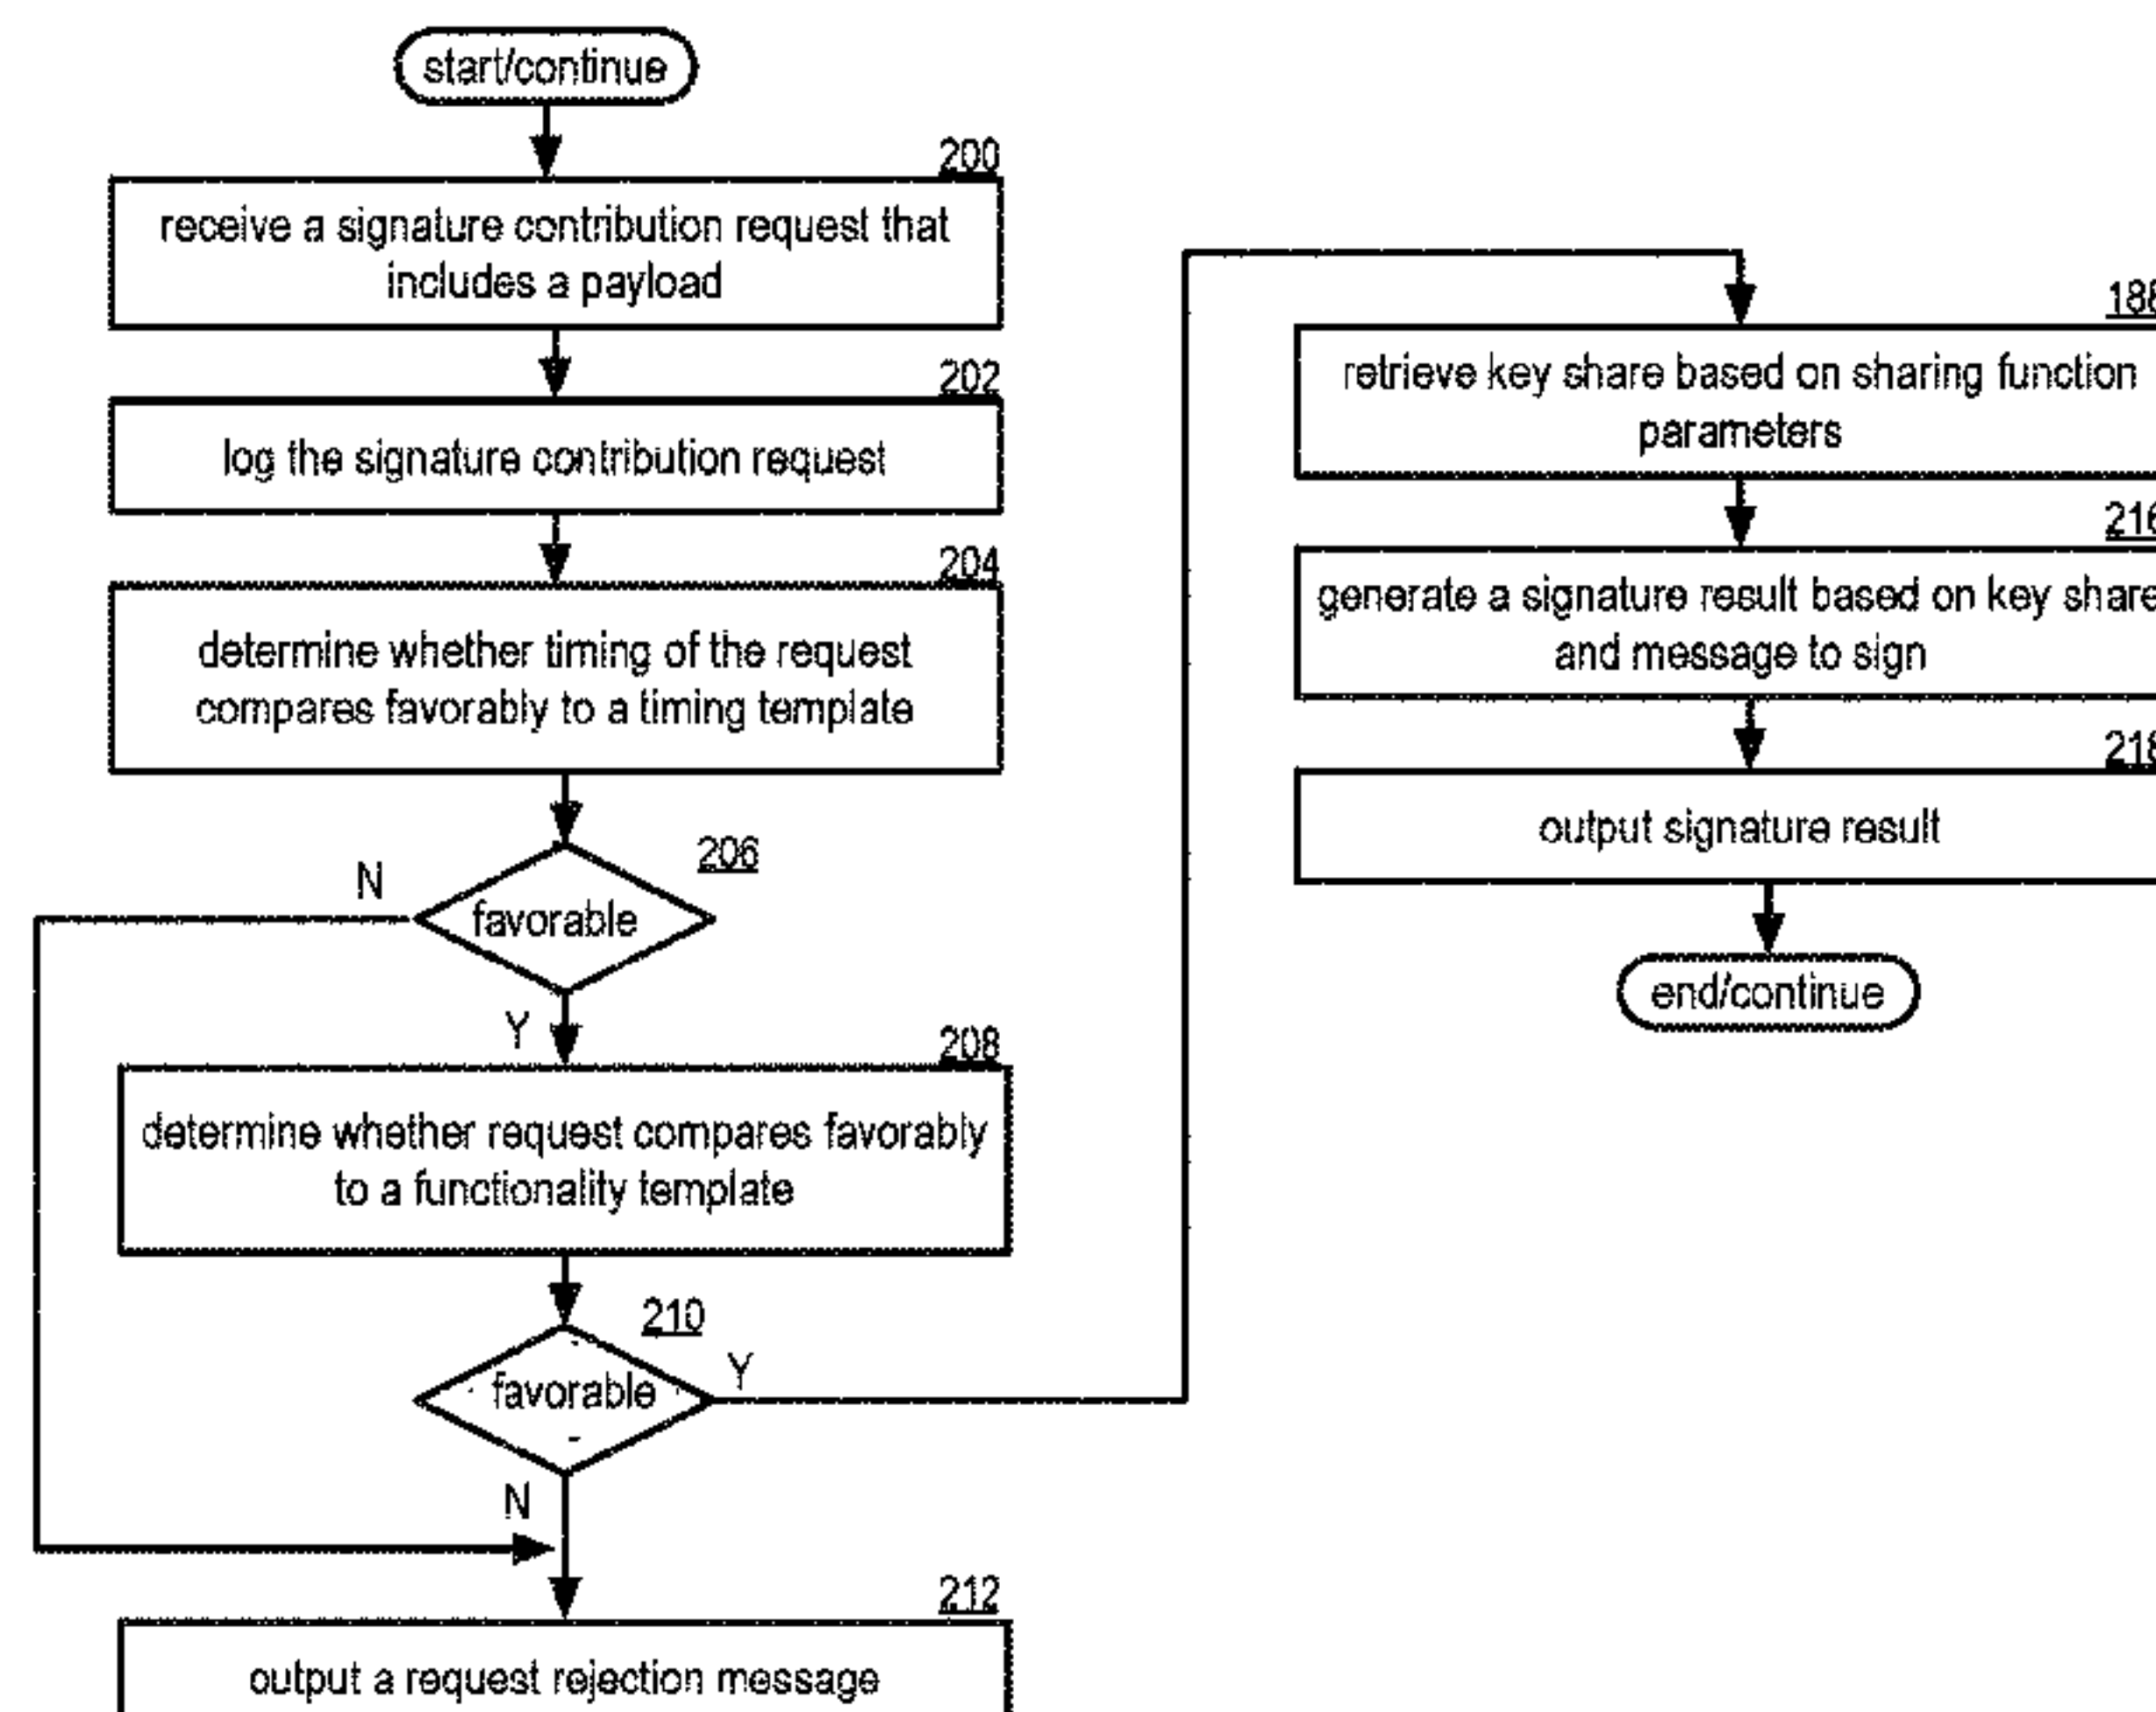 start/continue
200
receive a signature contribution request that
includes a payload
202
log the signature contribution request
204
determine whether timing of the request
compares favorably to a timing template
206
N
favorable
Y
208
determine whether request compares favorably
to a functionality template
210
favorable
Y
N
212
output a request rejection message
188
retrieve key share based on sharing function
parameters
216
generate a signature result based on key share
and message to sign
218
output signature result
end/continue